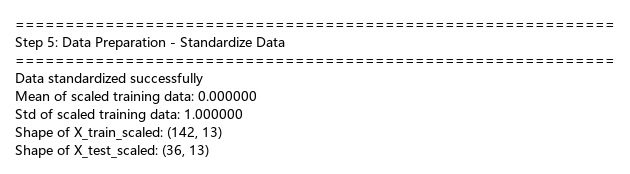 ============================================================
Step 5: Data Preparation - Standardize Data
============================================================
Data standardized successfully
Mean of scaled training data: 0.000000
Std of scaled training data: 1.000000
Shape of X_train_scaled: (142, 13)
Shape of X_test_scaled: (36, 13)